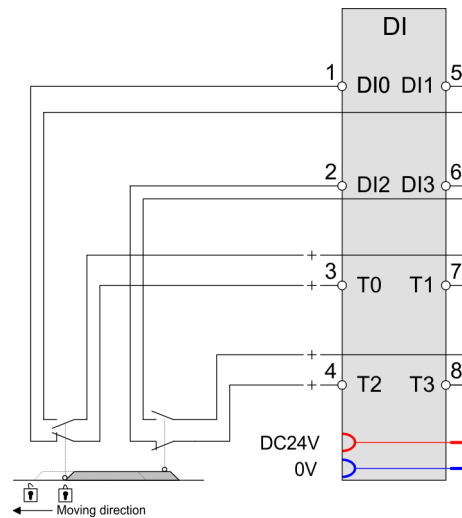 DI
1 DI0 DI1 5
2 DI2 DI3 6
+
3 + T0 T1 7
+
4 + T2 T3 8
DC24V
0V
Moving direction